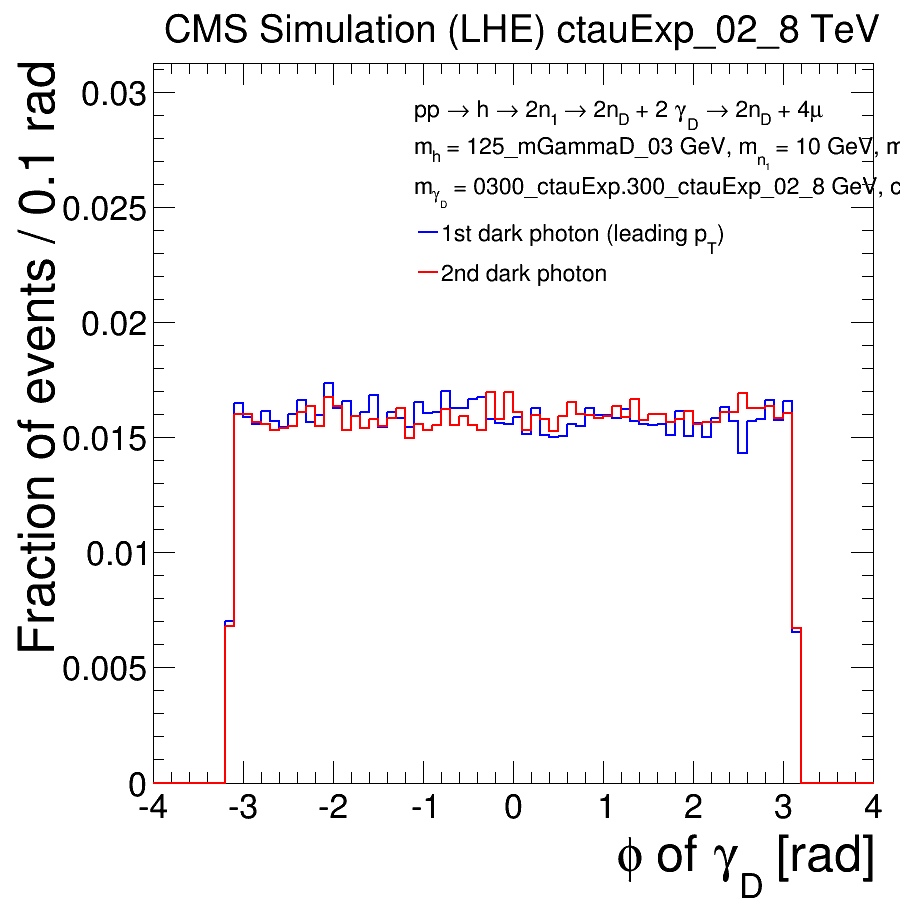 CMS Simulation (LHE) ctauExp_02_8 TeV
Fraction of events / 0.1 rad
0.03
0.025
0.02
0.015
0.01
0.005
0
pp → h → 2n1 → 2nD + 2 γD → 2nD + 4μ
mh = 125_mGammaD_03 GeV, mn1 = 10 GeV, m
mγD = 0300_ctauExp.300_ctauExp_02_8 GeV, c
1st dark photon (leading pT)
2nd dark photon
-4 -3 -2 -1 0 1 2 3 4
ϕ of γD [rad]